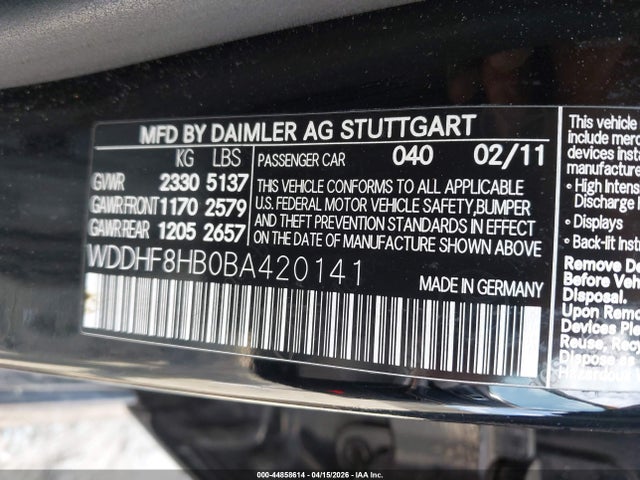 MFD BY DAIMLER AG STUTTGART
KG LBS
GVWR 2330 5137
GAWR FRONT 1170 2579
GAWR REAR 1205 2657
PASSENGER CAR 040 02/11
THIS VEHICLE CONFORMS TO ALL APPLICABLE
U.S. FEDERAL MOTOR VEHICLE SAFETY,BUMPER
AND THEFT PREVENTION STANDARDS IN EFFECT
ON THE DATE OF MANUFACTURE SHOWN ABOVE.
WDDHF8HB0BA420141
MADE IN GERMANY
This vehicle
include merc
devices insta
manufacture
• High Intens
Discharge
• Displays
• Back-lit
Remove De
Before Veh
Disposal.
Upon Remo
Devices Ple
Reuse, Recy
Dispose as
Hazardous
000-44858614 - 04/15/2026 - IAA Inc.